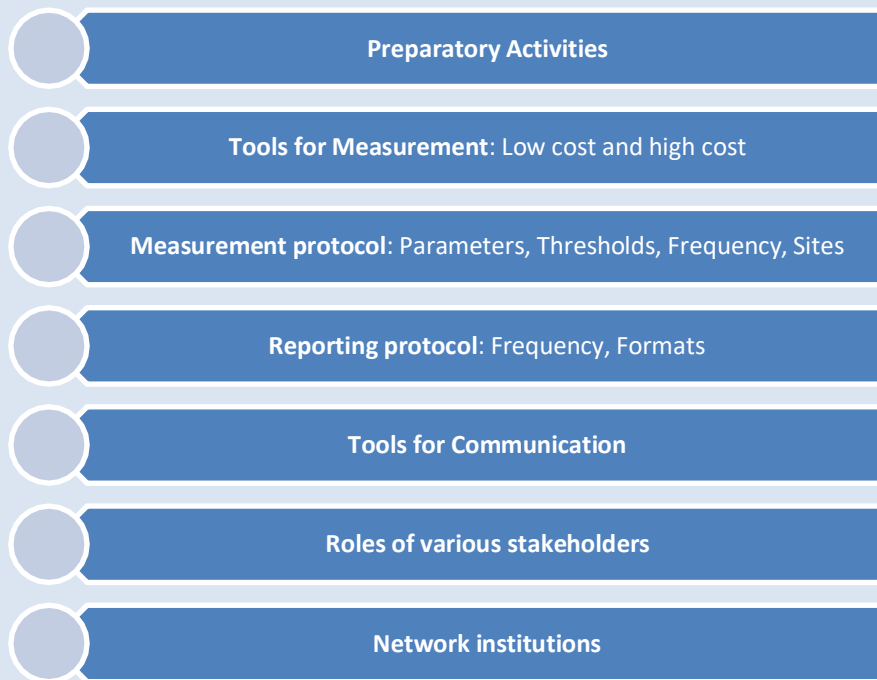 Preparatory Activities
Tools for Measurement: Low cost and high cost
Measurement protocol: Parameters, Thresholds, Frequency, Sites
Reporting protocol: Frequency, Formats
Tools for Communication
Roles of various stakeholders
Network institutions